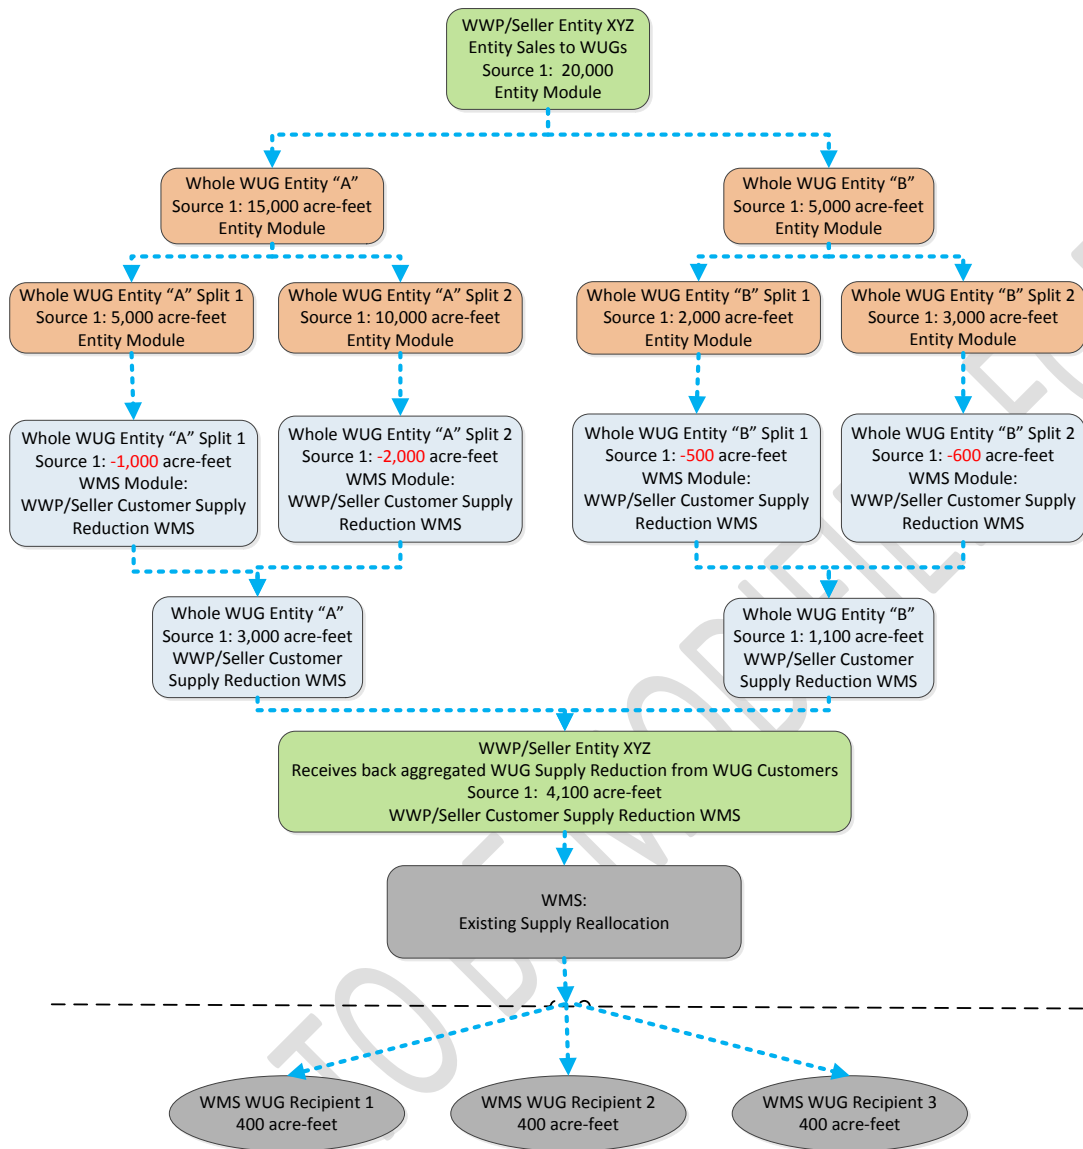 WWP/Seller Entity XYZ
Entity Sales to WUGs
Source 1:  20,000
Entity Module
Whole WUG Entity “A”
Source 1: 15,000 acre-feet
Entity Module
Whole WUG Entity “B”
Source 1: 5,000 acre-feet
Entity Module
Whole WUG Entity “A” Split 1
Source 1: 5,000 acre-feet
Entity Module
Whole WUG Entity “A” Split 2
Source 1: 10,000 acre-feet
Entity Module
Whole WUG Entity “B” Split 1
Source 1: 2,000 acre-feet
Entity Module
Whole WUG Entity “B” Split 2
Source 1: 3,000 acre-feet
Entity Module
Whole WUG Entity “A” Split 1
Source 1: -1,000 acre-feet
WMS Module:
WWP/Seller Customer Supply
Reduction WMS
Whole WUG Entity “A” Split 2
Source 1: -2,000 acre-feet
WMS Module:
WWP/Seller Customer Supply
Reduction WMS
Whole WUG Entity “B” Split 1
Source 1: -500 acre-feet
WMS Module:
WWP/Seller Customer Supply
Reduction WMS
Whole WUG Entity “B” Split 2
Source 1: -600 acre-feet
WMS Module:
WWP/Seller Customer Supply
Reduction WMS
Whole WUG Entity “A”
Source 1: 3,000 acre-feet
WWP/Seller Customer
Supply Reduction WMS
Whole WUG Entity “B”
Source 1: 1,100 acre-feet
WWP/Seller Customer
Supply Reduction WMS
WWP/Seller Entity XYZ
Receives back aggregated WUG Supply Reduction from WUG Customers
Source 1:  4,100 acre-feet
WWP/Seller Customer Supply Reduction WMS
WMS:
Existing Supply Reallocation
WMS WUG Recipient 1
400 acre-feet
WMS WUG Recipient 2
400 acre-feet
WMS WUG Recipient 3
400 acre-feet
TO BE MODIFIED